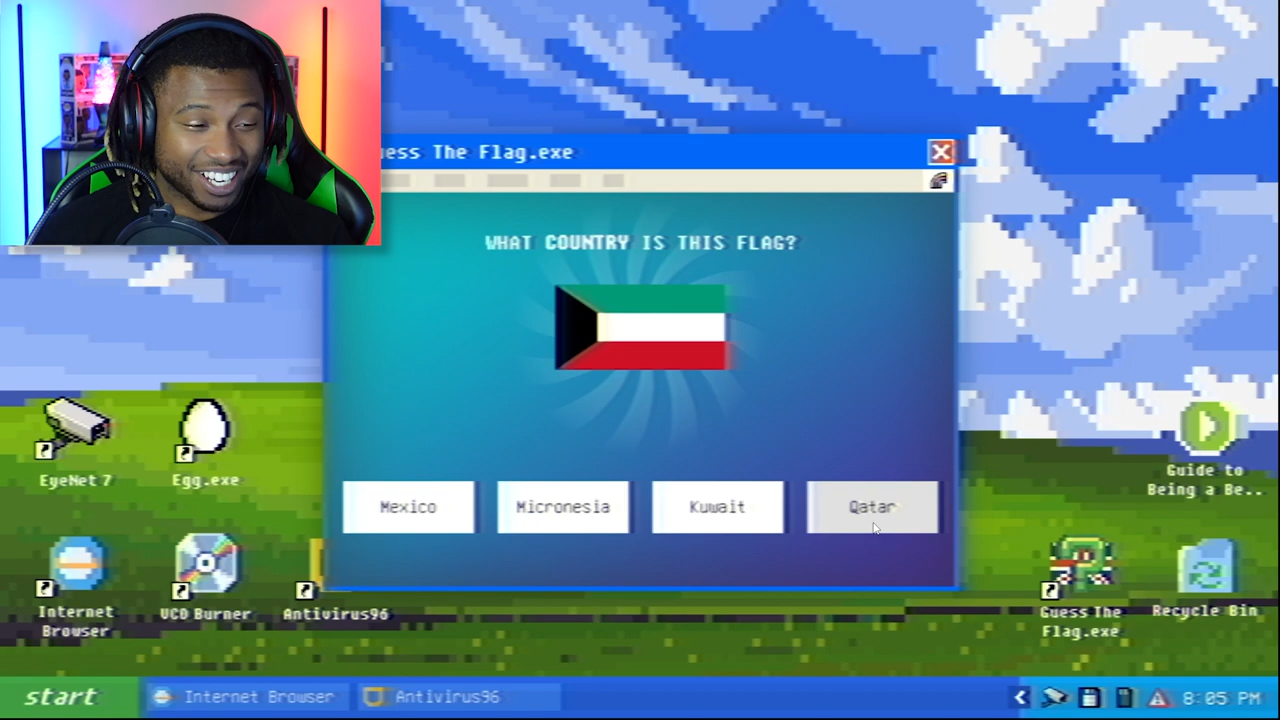 ess The Flag.exe
WHAT COUNTRY IS THIS FLAG?
Mexico
Micronesia
Kuwait
Qatar
EyeNet 7
Egg.exe
Internet
Browser
VCD Burner
Antivirus96
Guide to
Being a Be..
Guess The
Flag.exe
Recycle Bin
start
Internet Browser
Antivirus96
8:05 PM